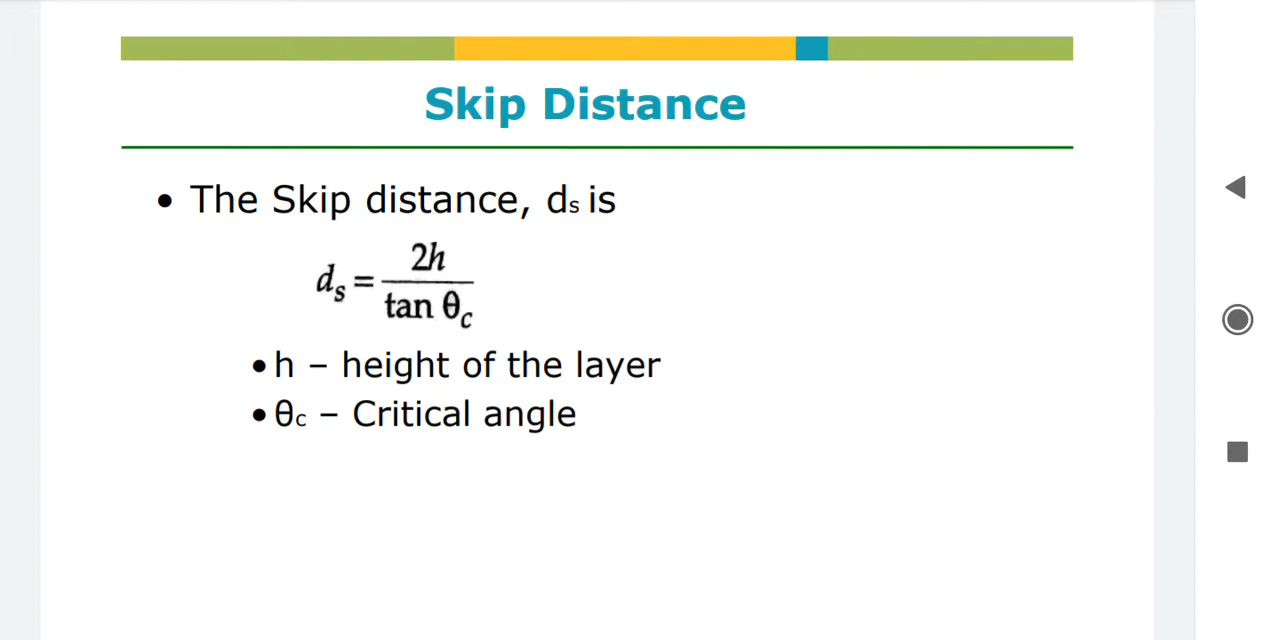 Skip Distance
• The Skip distance, ds is
ds = 2h / tan θc
• h – height of the layer
• θc – Critical angle